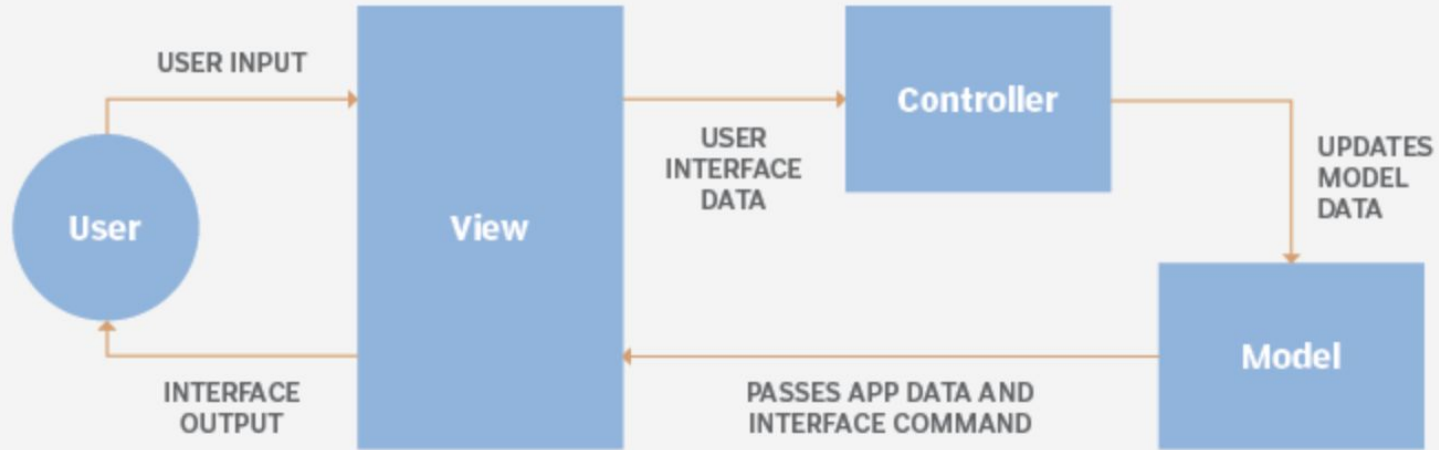 USER INPUT
User
View
USER
INTERFACE
DATA
Controller
UPDATES
MODEL
DATA
Model
PASSES APP DATA AND
INTERFACE COMMAND
INTERFACE
OUTPUT